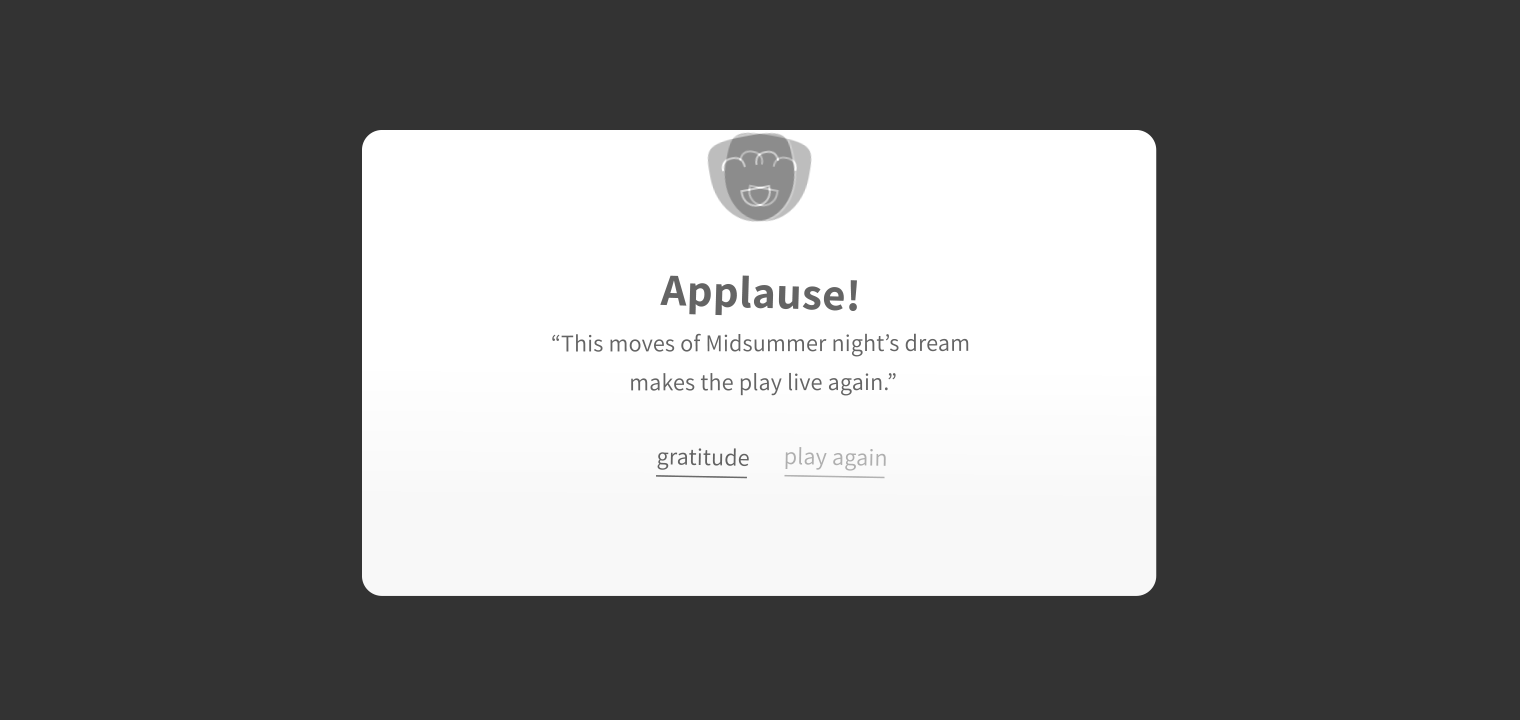 Applause!
“This moves of Midsummer night’s dream
makes the play live again.”
gratitude play again